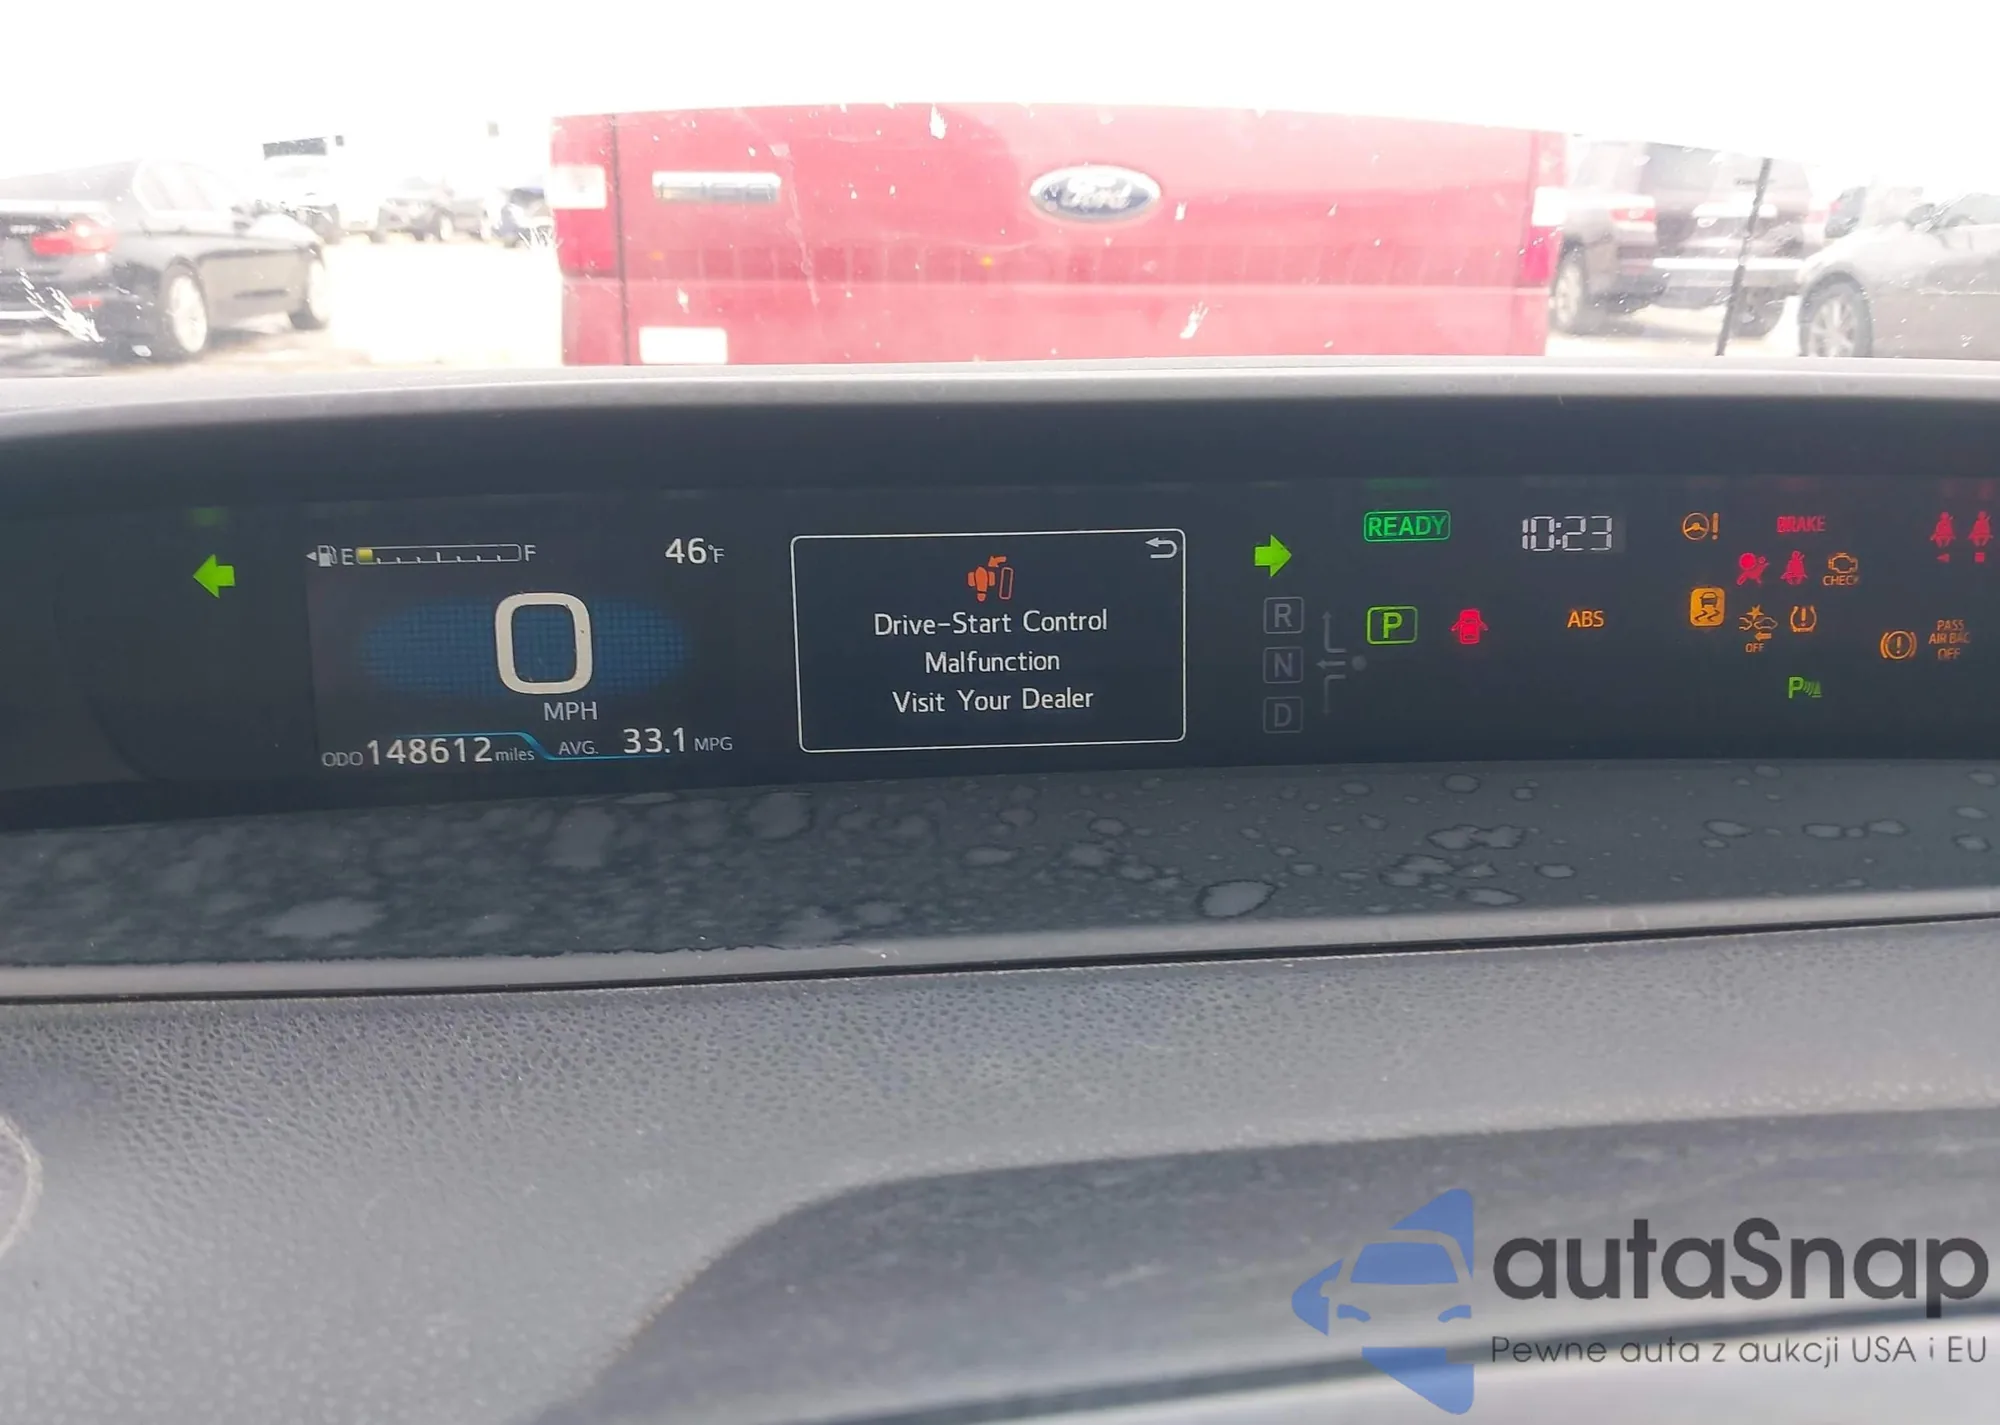 Ford
E
F
46°F
0
MPH
ODO 148612 miles
AVG. 33.1 MPG
Drive-Start Control
Malfunction
Visit Your Dealer
READY
10:23
BRAKE
CHECK
R
N
D
P
ABS
OFF
PASS
AIR BAG
OFF
P
autaSnap
Pewne auta z aukcji USA i EU